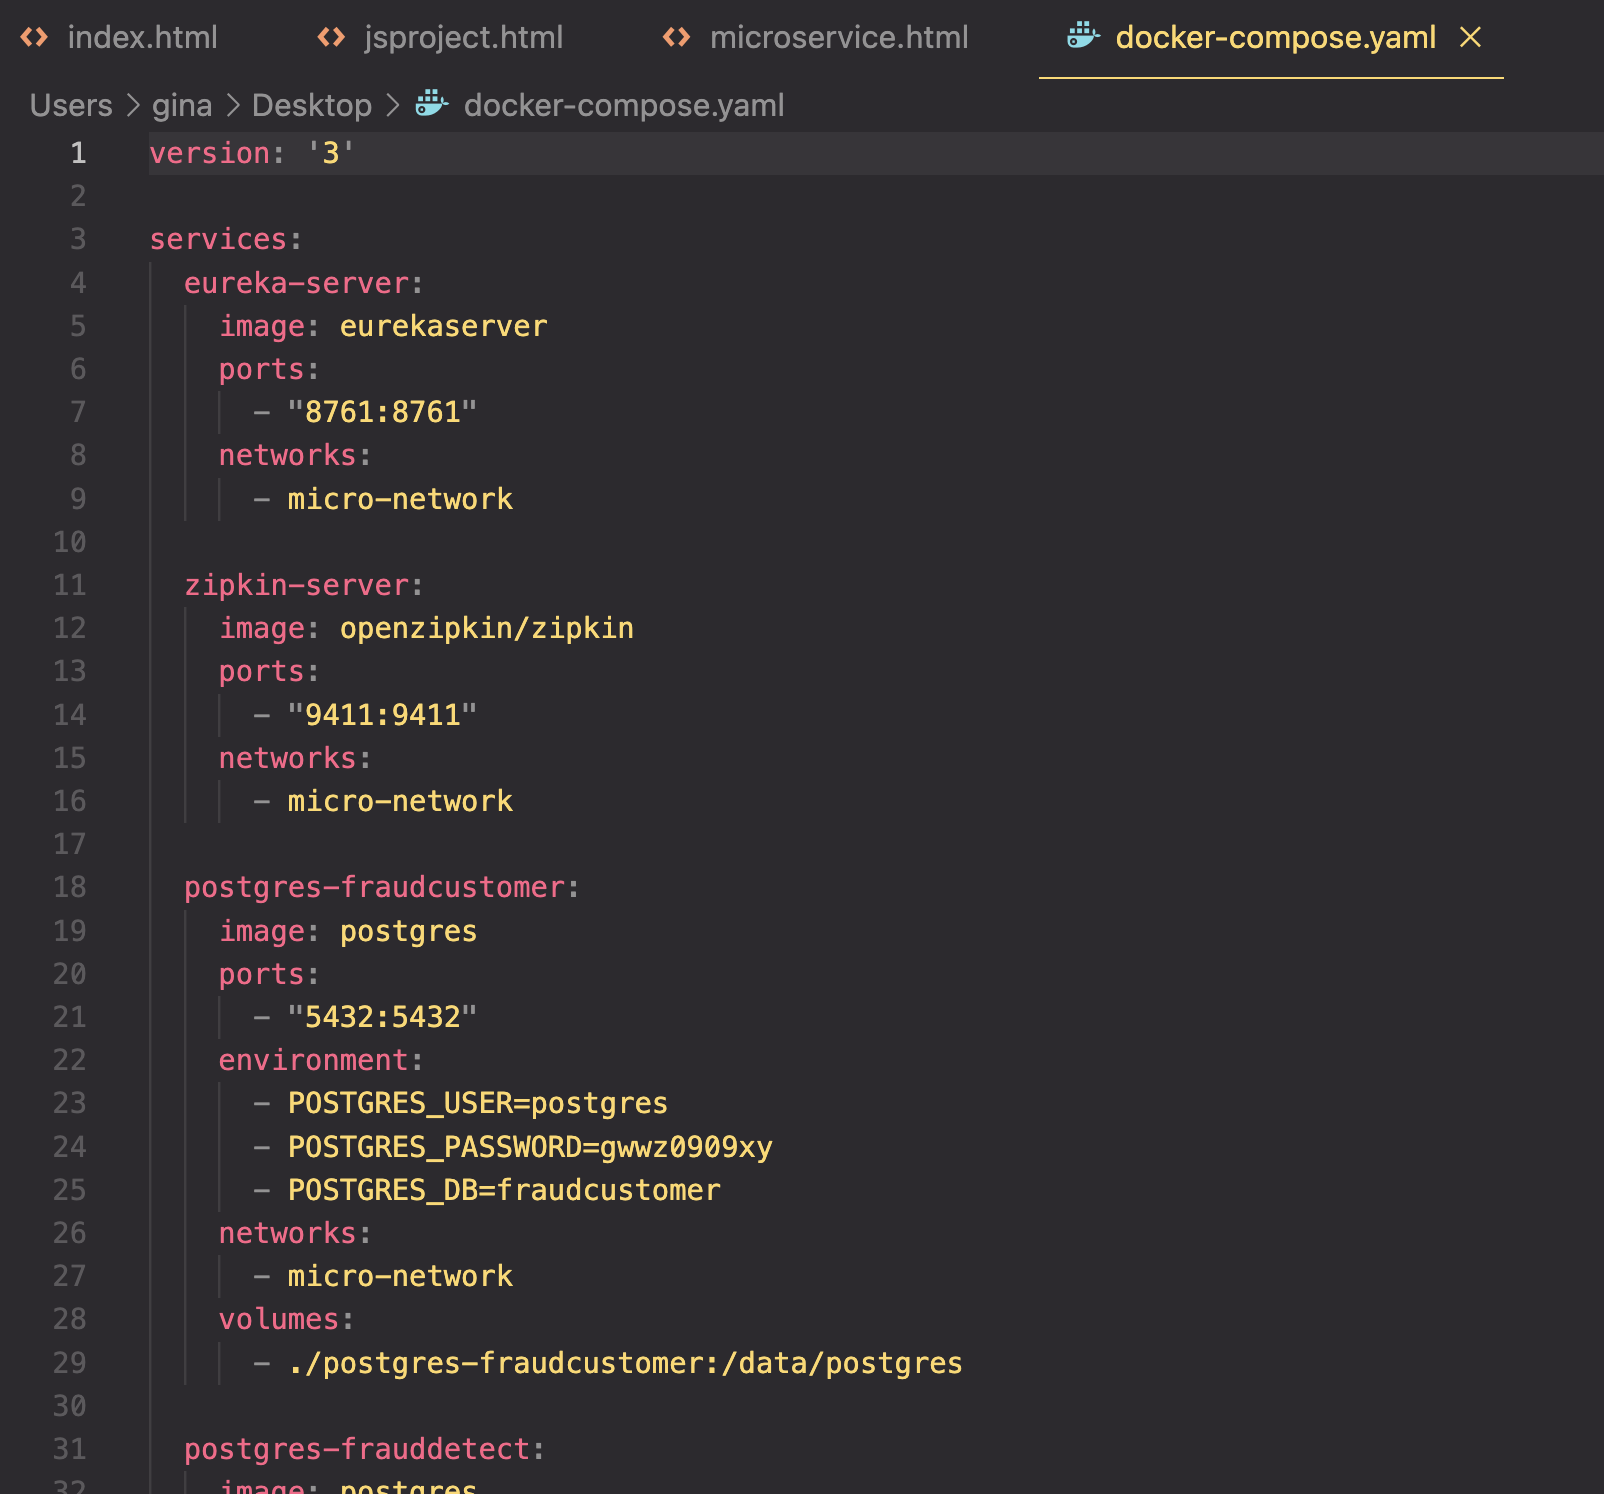 index.html jsproject.html microservice.html docker-compose.yaml
Users > gina > Desktop > docker-compose.yaml
1 version: '3'
2
3 services:
4   eureka-server:
5     image: eurekaserver
6     ports:
7       - "8761:8761"
8     networks:
9       - micro-network
10
11   zipkin-server:
12     image: openzipkin/zipkin
13     ports:
14       - "9411:9411"
15     networks:
16       - micro-network
17
18   postgres-fraudcustomer:
19     image: postgres
20     ports:
21       - "5432:5432"
22     environment:
23       - POSTGRES_USER=postgres
24       - POSTGRES_PASSWORD=gwwz0909xy
25       - POSTGRES_DB=fraudcustomer
26     networks:
27       - micro-network
28     volumes:
29       - ./postgres-fraudcustomer:/data/postgres
30
31   postgres-frauddetect:
32     image: postgres